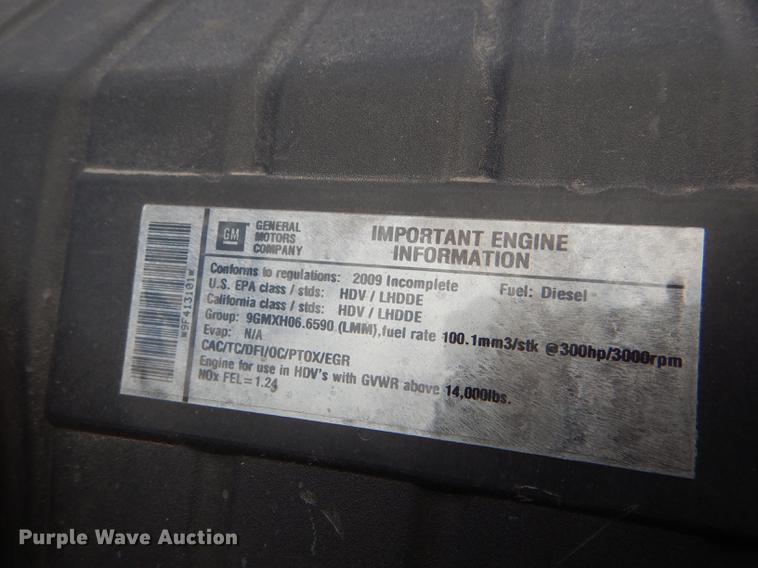 GM GENERAL MOTORS COMPANY
IMPORTANT ENGINE
INFORMATION
Conforms to regulations: 2009 Incomplete Fuel: Diesel
U.S. EPA class / stds: HDV / LHDDE
California class / stds: HDV / LHDDE
Group: 9GMXH06.6590 (LMM),fuel rate 100.1mm3/stk @300hp/3000rpm
Evap: N/A
CAC/TC/DFI/OC/PTOX/EGR
Engine for use in HDV's with GVWR above 14,000lbs.
NOx FEL=1.24
W9F413101W
Purple Wave Auction